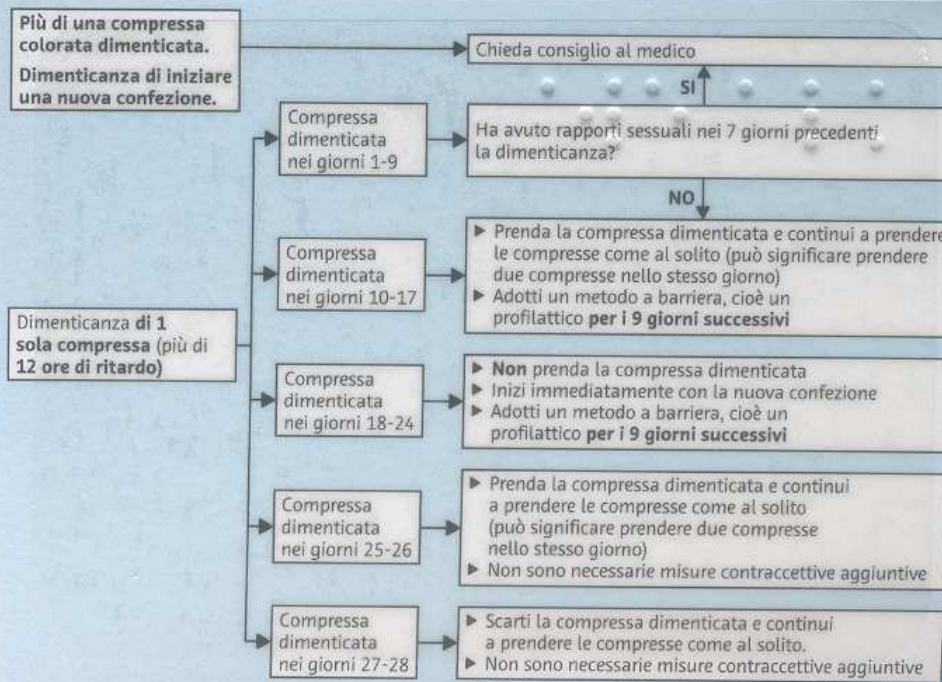 Più di una compressa
colorata dimenticata.
Dimenticanza di iniziare
una nuova confezione.
Chieda consiglio al medico
SI
Compressa
dimenticata
nei giorni 1-9
Ha avuto rapporti sessuali nei 7 giorni precedenti
la dimenticanza?
NO
Compressa
dimenticata
nei giorni 10-17
▶ Prenda la compressa dimenticata e continui a prendere
le compresse come al solito (può significare prendere
due compresse nello stesso giorno)
▶ Adotti un metodo a barriera, cioè un
profilattico per i 9 giorni successivi
Dimenticanza di 1
sola compressa (più di
12 ore di ritardo)
Compressa
dimenticata
nei giorni 18-24
▶ Non prenda la compressa dimenticata
▶ Inizi immediatamente con la nuova confezione
▶ Adotti un metodo a barriera, cioè un
profilattico per i 9 giorni successivi
Compressa
dimenticata
nei giorni 25-26
▶ Prenda la compressa dimenticata e continui
a prendere le compresse come al solito
(può significare prendere due compresse
nello stesso giorno)
▶ Non sono necessarie misure contraccettive aggiuntive
Compressa
dimenticata
nei giorni 27-28
▶ Scarti la compressa dimenticata e continui
a prendere le compresse come al solito.
▶ Non sono necessarie misure contraccettive aggiuntive